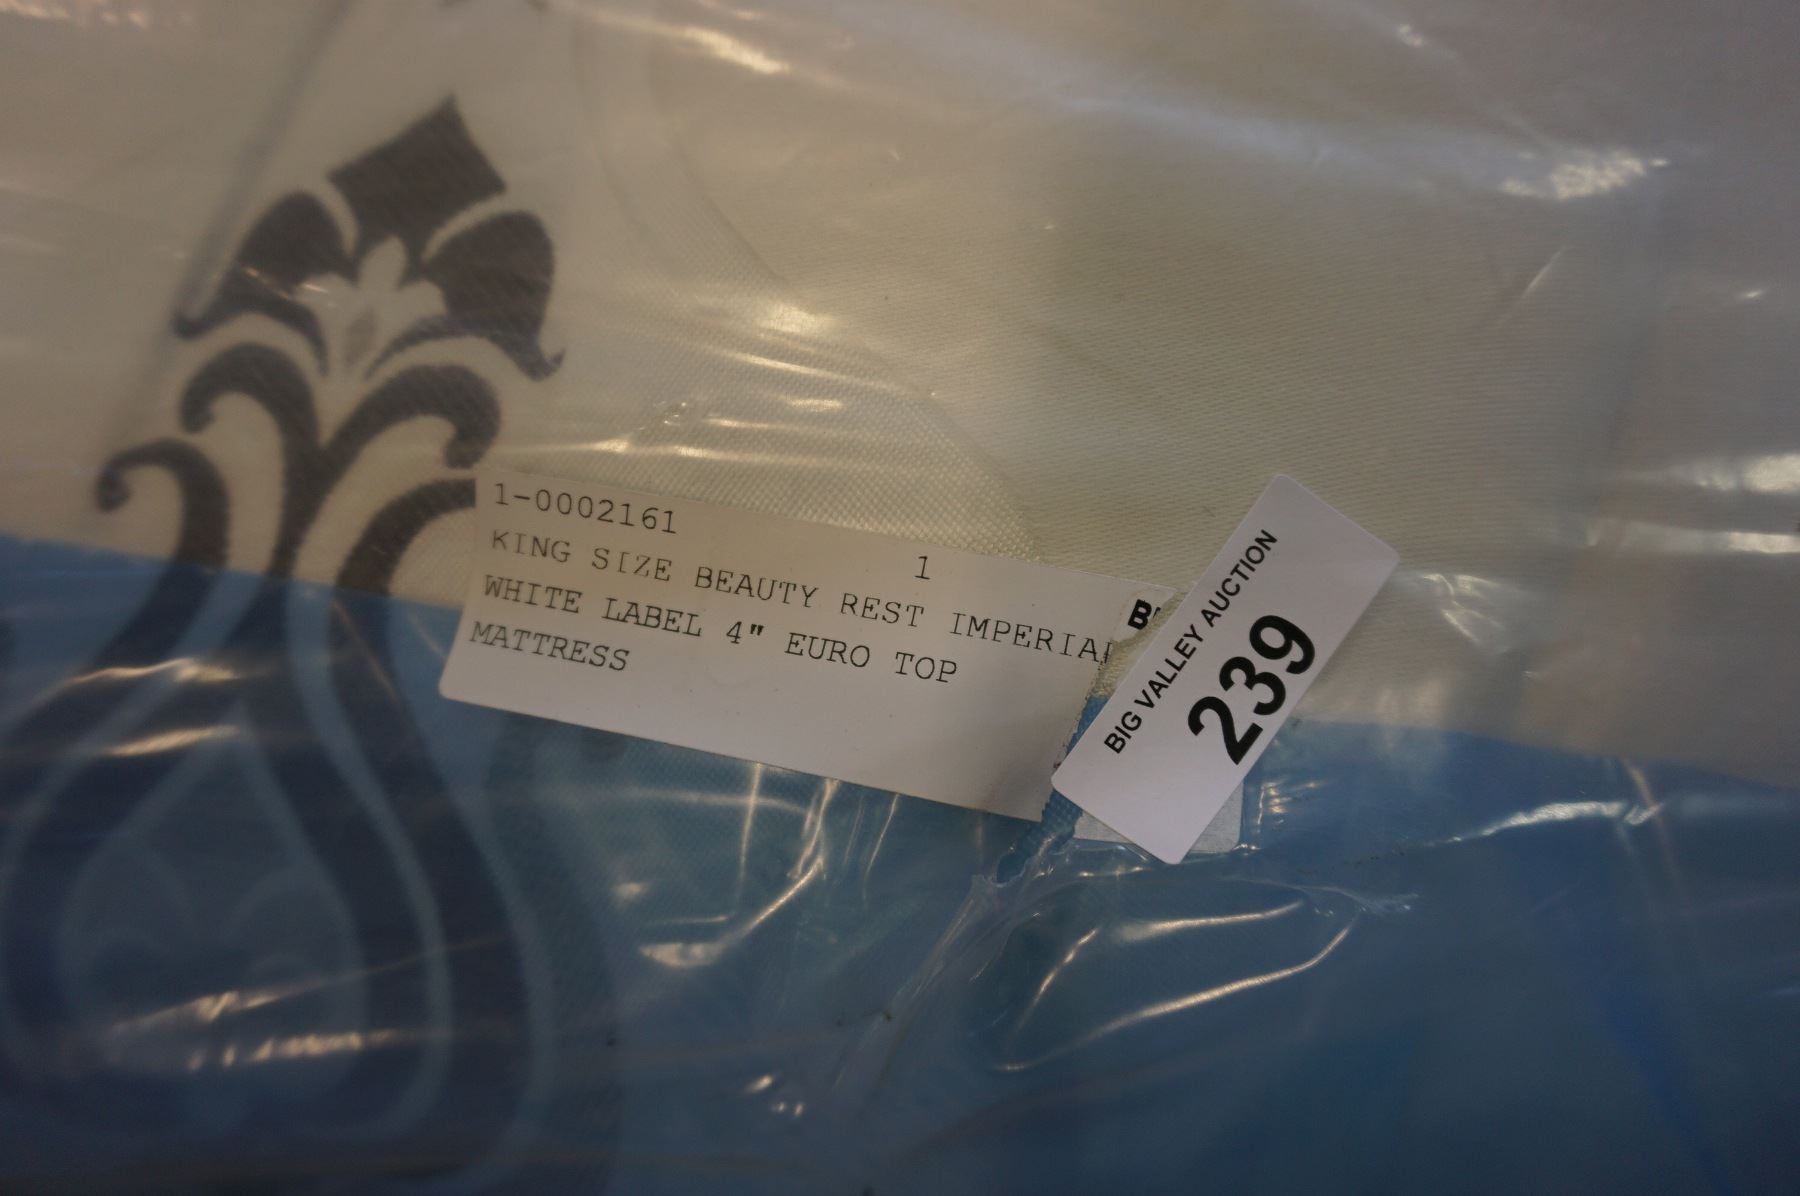 1-0002161
1
KING SIZE BEAUTY REST IMPERIAL
WHITE LABEL 4" EURO TOP
MATTRESS
B
BIG VALLEY AUCTION
239